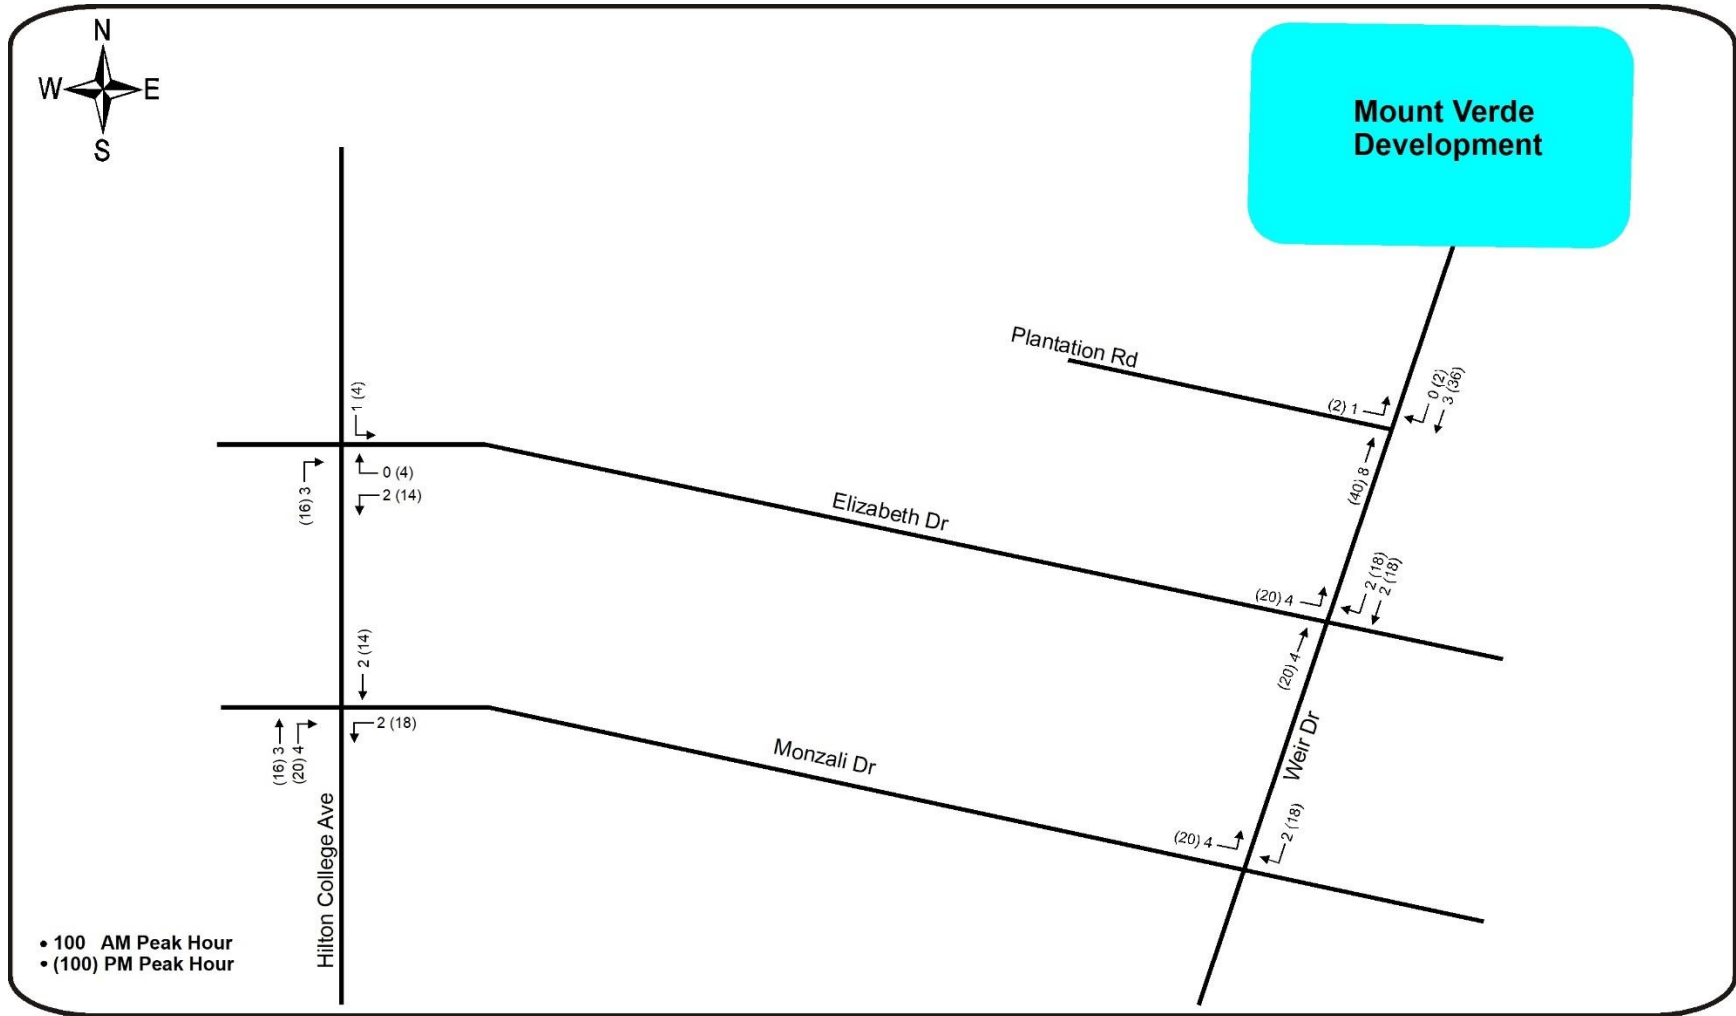 N
W E
S
Mount Verde
Development
Plantation Rd
(2) 1
0 (2)
3 (36)
1 (4)
(40) 8
0 (4)
(16) 3
2 (14)
Elizabeth Dr
2 (18)
2 (18)
(20) 4
(20) 4
2 (14)
2 (18)
(16) 3
(20) 4
Monzali Dr
Weir Dr
2 (18)
(20) 4
Hilton College Ave
• 100 AM Peak Hour
• (100) PM Peak Hour